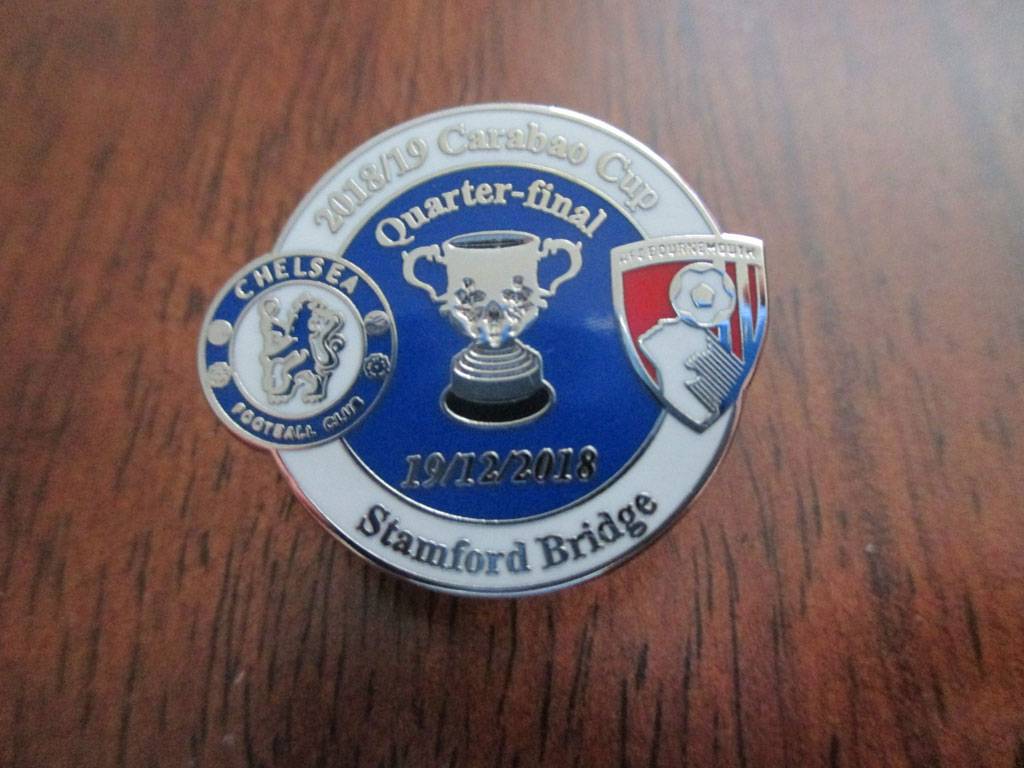 2018/19 Carabao Cup
Quarter-final
CHELSEA
FOOTBALL CLUB
AFC BOURNEMOUTH
19/12/2018
Stamford Bridge